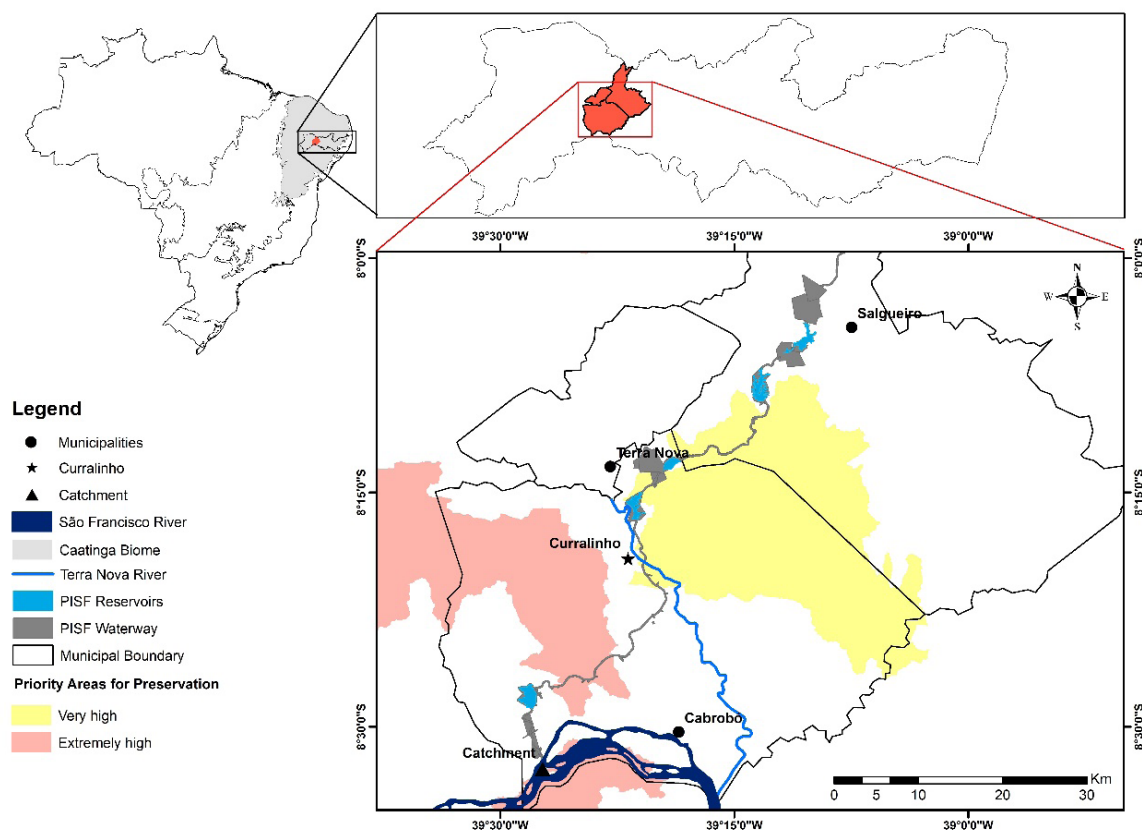 39°30'0"W
39°15'0"W
39°0'0"W
8°0'0"S
8°0'0"S
N
W
E
S
Salgueiro
Legend
Municipalities
Curralinho
Catchment
São Francisco River
Caatinga Biome
Terra Nova River
PISF Reservoirs
PISF Waterway
Municipal Boundary
Priority Areas for Preservation
Very high
Extremely high
Terra Nova
8°15'0"S
8°15'0"S
Curralinho
Cabrobo
8°30'0"S
8°30'0"S
Catchment
Km
0 5 10 20 30
39°30'0"W
39°15'0"W
39°0'0"W